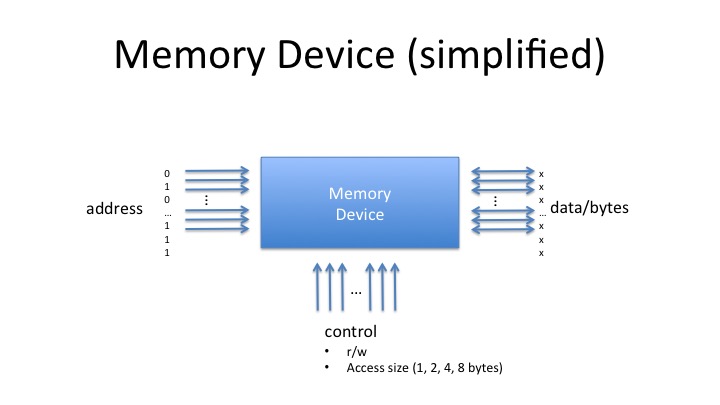 Memory Device (simplified)
address
0
1
0
...
1
1
1
⋮
Memory
Device
⋮
x
x
x
...
x
x
x
data/bytes
...
control
• r/w
• Access size (1, 2, 4, 8 bytes)